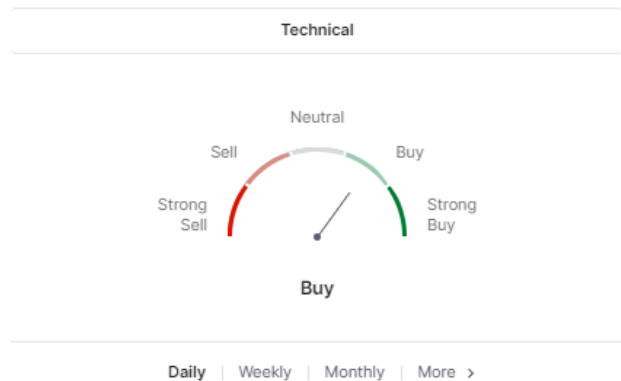 Technical
Neutral
Sell
Buy
Strong
Sell
Strong
Buy
Buy
Daily | Weekly | Monthly | More >